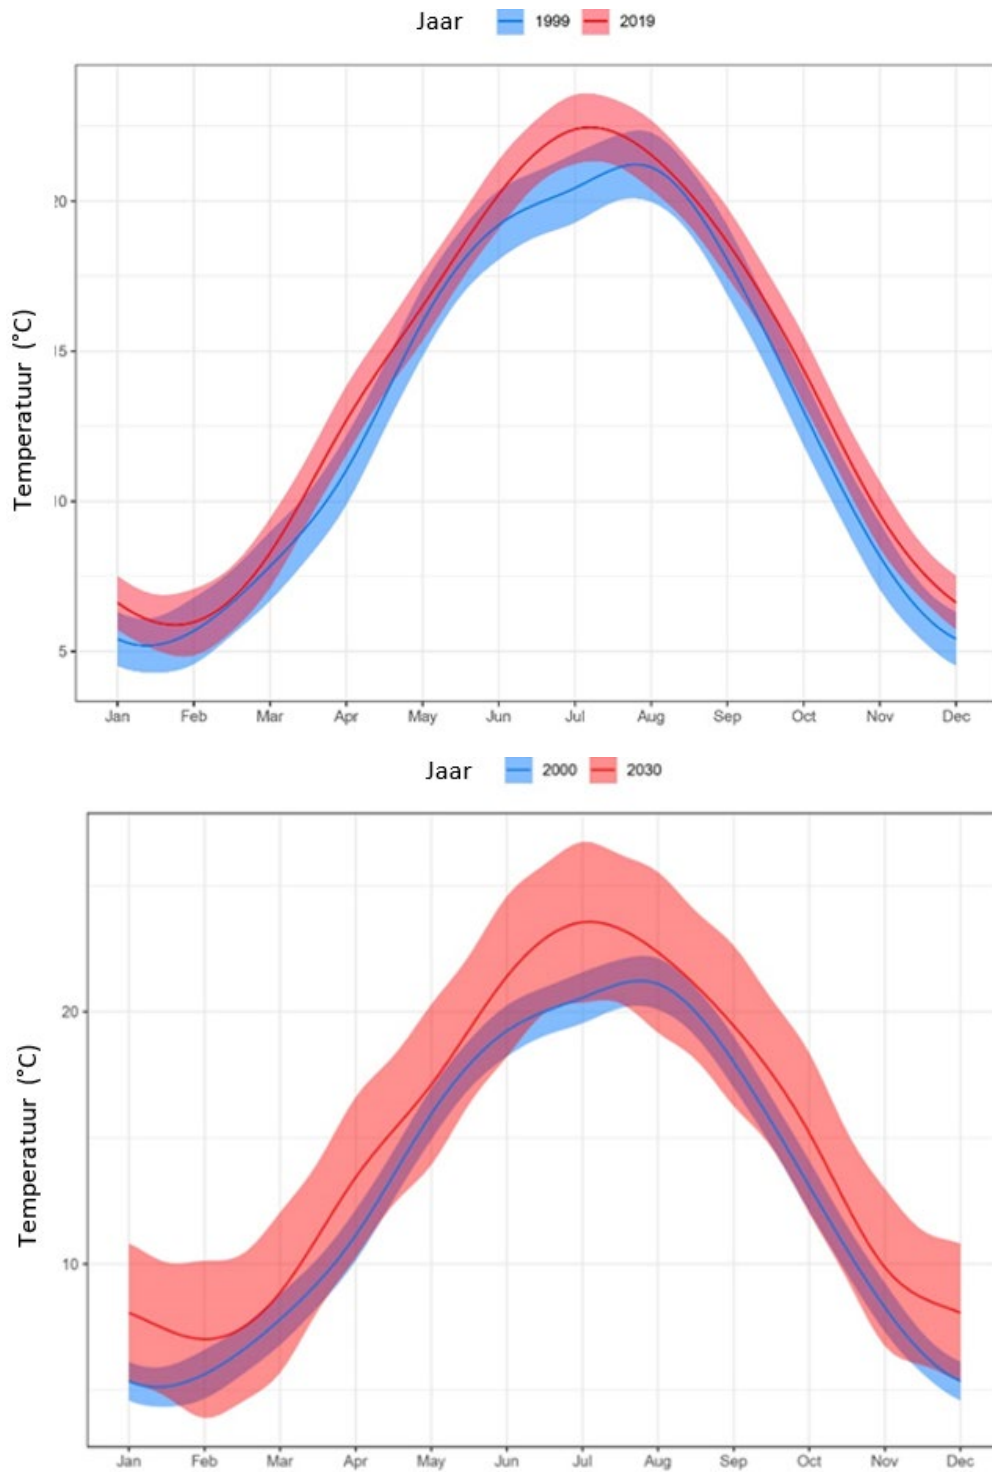 Jaar 1999 2019
Temperatuur (°C)
20
15
10
5
Jan Feb Mar Apr May Jun Jul Aug Sep Oct Nov Dec
Jaar 2000 2030
Temperatuur (°C)
20
10
Jan Feb Mar Apr May Jun Jul Aug Sep Oct Nov Dec